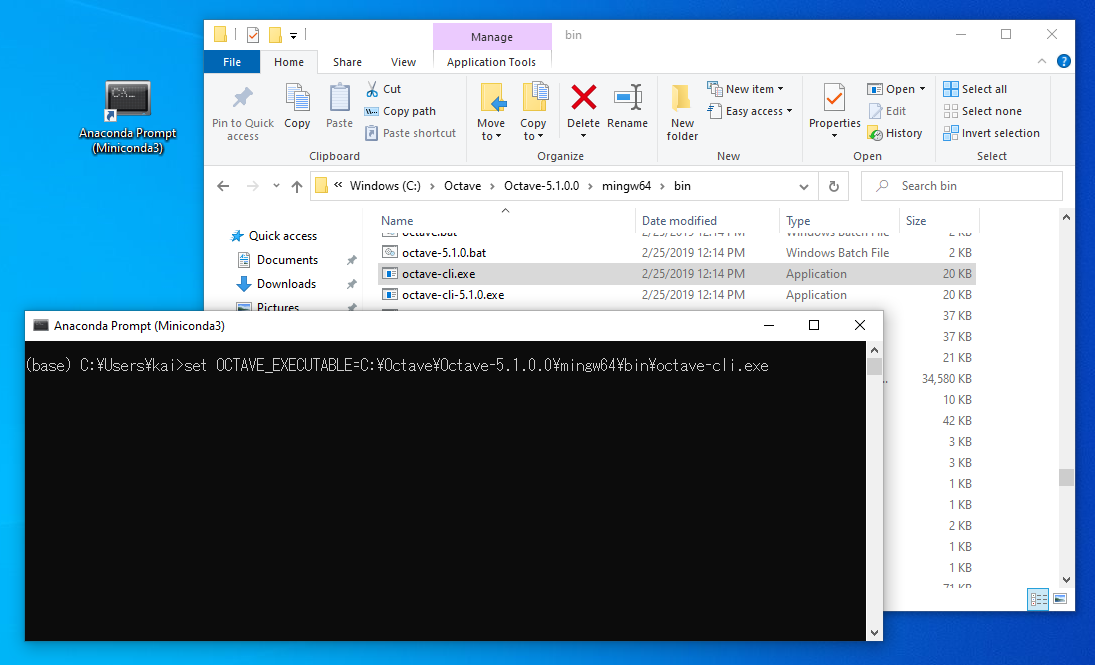 Anaconda Prompt
(Miniconda3)
Manage
bin
File
Home
Share
View
Application Tools
Pin to Quick
access
Copy
Paste
Cut
Copy path
Paste shortcut
Clipboard
Move
to
Copy
to
Delete
Rename
Organize
New
folder
New item
Easy access
New
Properties
Open
Edit
History
Open
Select all
Select none
Invert selection
Select
« Windows (C:) › Octave › Octave-5.1.0.0 › mingw64 › bin
Search bin
Quick access
Documents
Downloads
Pictures
Name Date modified Type Size
octave.bat 2/25/2019 12:14 PM Windows Batch File 2 KB
octave-5.1.0.bat 2/25/2019 12:14 PM Windows Batch File 2 KB
octave-cli.exe 2/25/2019 12:14 PM Application 20 KB
octave-cli-5.1.0.exe 2/25/2019 12:14 PM Application 20 KB
37 KB
37 KB
21 KB
34,580 KB
10 KB
42 KB
3 KB
3 KB
1 KB
1 KB
2 KB
1 KB
1 KB
71 KB
Anaconda Prompt (Miniconda3)
(base) C:¥Users¥kai>set OCTAVE_EXECUTABLE=C:¥Octave¥Octave-5.1.0.0¥mingw64¥bin¥octave-cli.exe